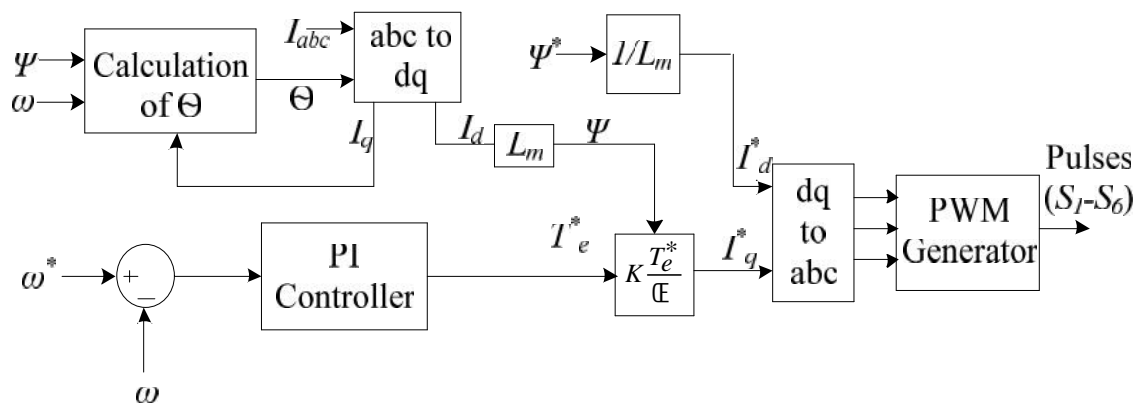 Ψ
ω
Calculation
of Θ
Θ
I_abc
abc to
dq
I_q
I_d
L_m
Ψ
Ψ*
1/L_m
I*_d
ω*
+
−
ω
PI
Controller
T*_e
K T_e^*/Œ
I*_q
dq
to
abc
PWM
Generator
Pulses
(S_1-S_6)